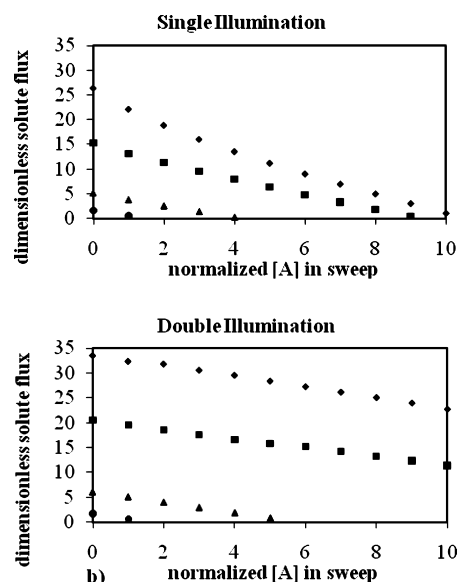 Single Illumination
35
30
25
20
15
10
5
0
dimensionless solute flux
0 2 4 6 8 10
normalized [A] in sweep
Double Illumination
35
30
25
20
15
10
5
0
dimensionless solute flux
0 2 4 6 8 10
b) normalized [A] in sweep